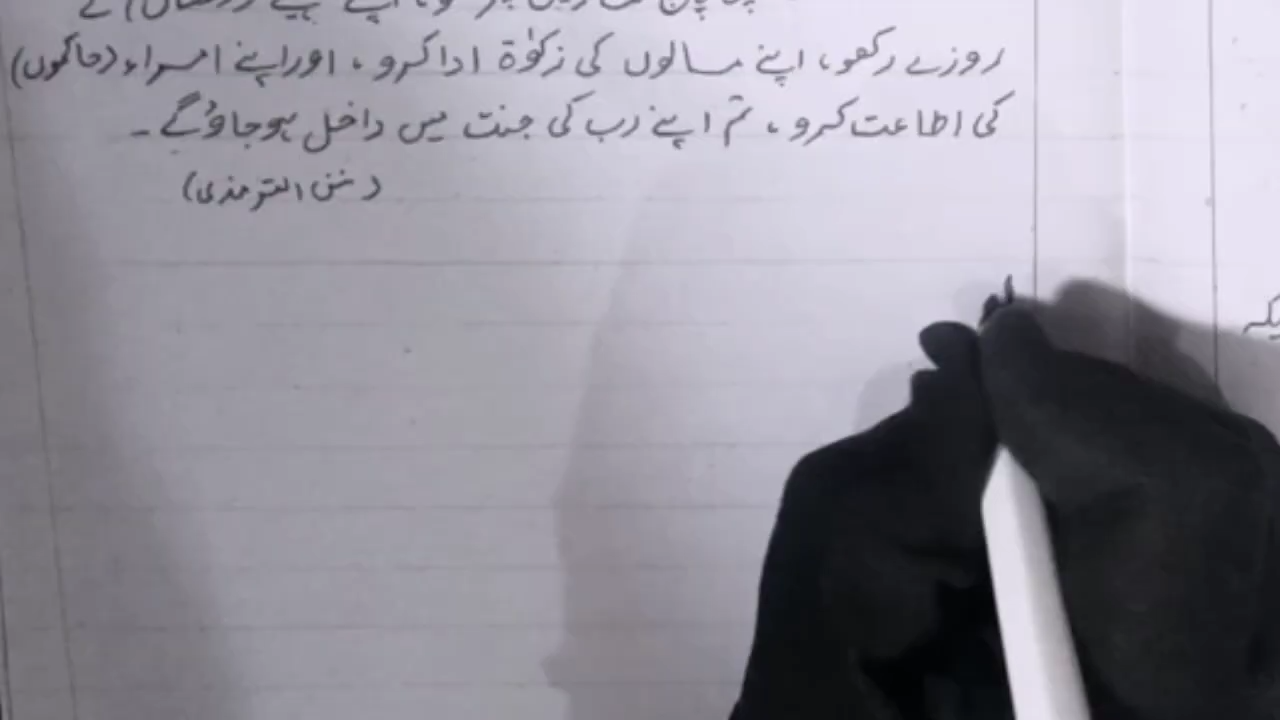 اپنے
روزے رکھو، اپنے مالوں کی زکوٰۃ ادا کرو، اور اپنے امراء (حاکموں)
کی اطاعت کرو، تم اپنے رب کی جنت میں داخل ہو جاؤ گے۔
(سنن الترمذی)